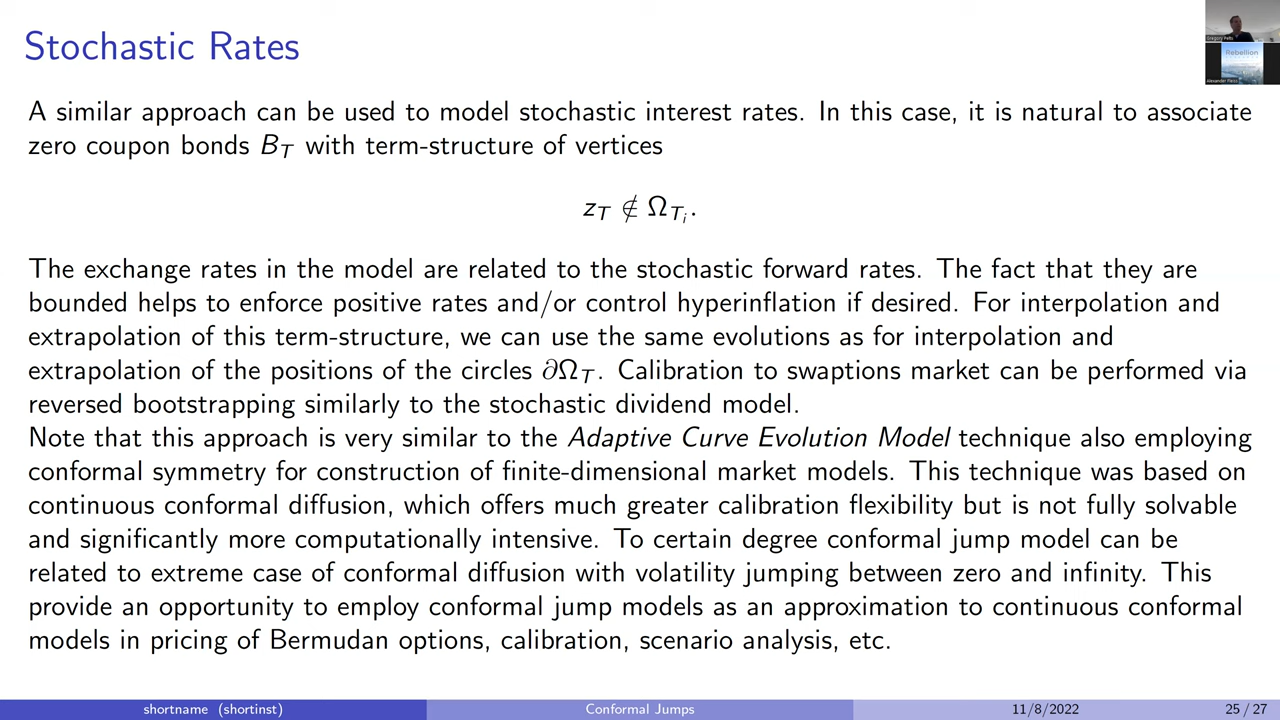 Stochastic Rates
A similar approach can be used to model stochastic interest rates. In this case, it is natural to associate
zero coupon bonds B_T with term-structure of vertices
z_T ∉ Ω_{T_i}.
The exchange rates in the model are related to the stochastic forward rates. The fact that they are
bounded helps to enforce positive rates and/or control hyperinflation if desired. For interpolation and
extrapolation of this term-structure, we can use the same evolutions as for interpolation and
extrapolation of the positions of the circles ∂Ω_T. Calibration to swaptions market can be performed via
reversed bootstrapping similarly to the stochastic dividend model.
Note that this approach is very similar to the Adaptive Curve Evolution Model technique also employing
conformal symmetry for construction of finite-dimensional market models. This technique was based on
continuous conformal diffusion, which offers much greater calibration flexibility but is not fully solvable
and significantly more computationally intensive. To certain degree conformal jump model can be
related to extreme case of conformal diffusion with volatility jumping between zero and infinity. This
provide an opportunity to employ conformal jump models as an approximation to continuous conformal
models in pricing of Bermudan options, calibration, scenario analysis, etc.
Rebellion
shortname (shortinst)
Conformal Jumps
11/8/2022
25 / 27